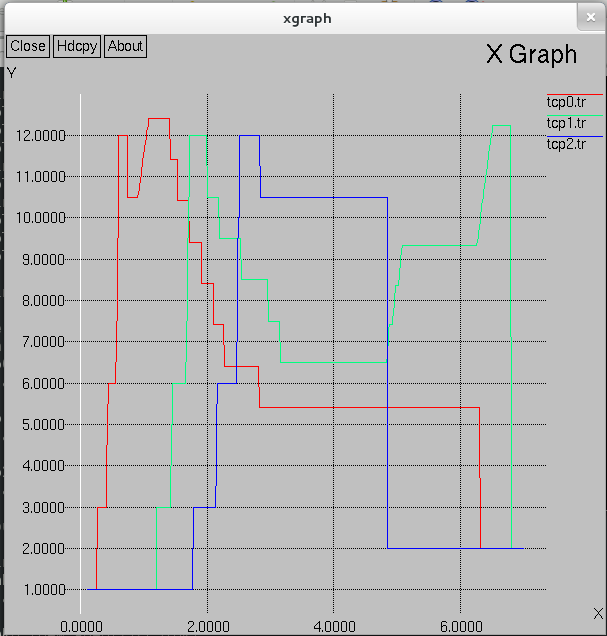 xgraph
Close Hdcpy About
X Graph
Y
tcp0.tr
tcp1.tr
tcp2.tr
12.0000
11.0000
10.0000
9.0000
8.0000
7.0000
6.0000
5.0000
4.0000
3.0000
2.0000
1.0000
X
0.0000 2.0000 4.0000 6.0000